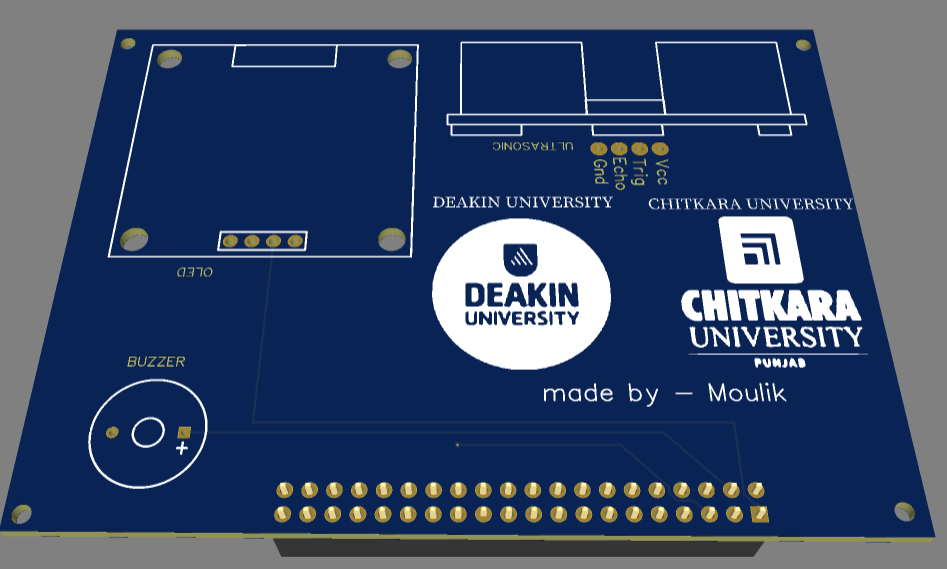 ULTRASONIC
Gnd
Echo
Trig
Vcc
DEAKIN UNIVERSITY
CHITKARA UNIVERSITY
DEAKIN
UNIVERSITY
CHITKARA
UNIVERSITY
PUNJAB
OLED
BUZZER
+
made by - Moulik